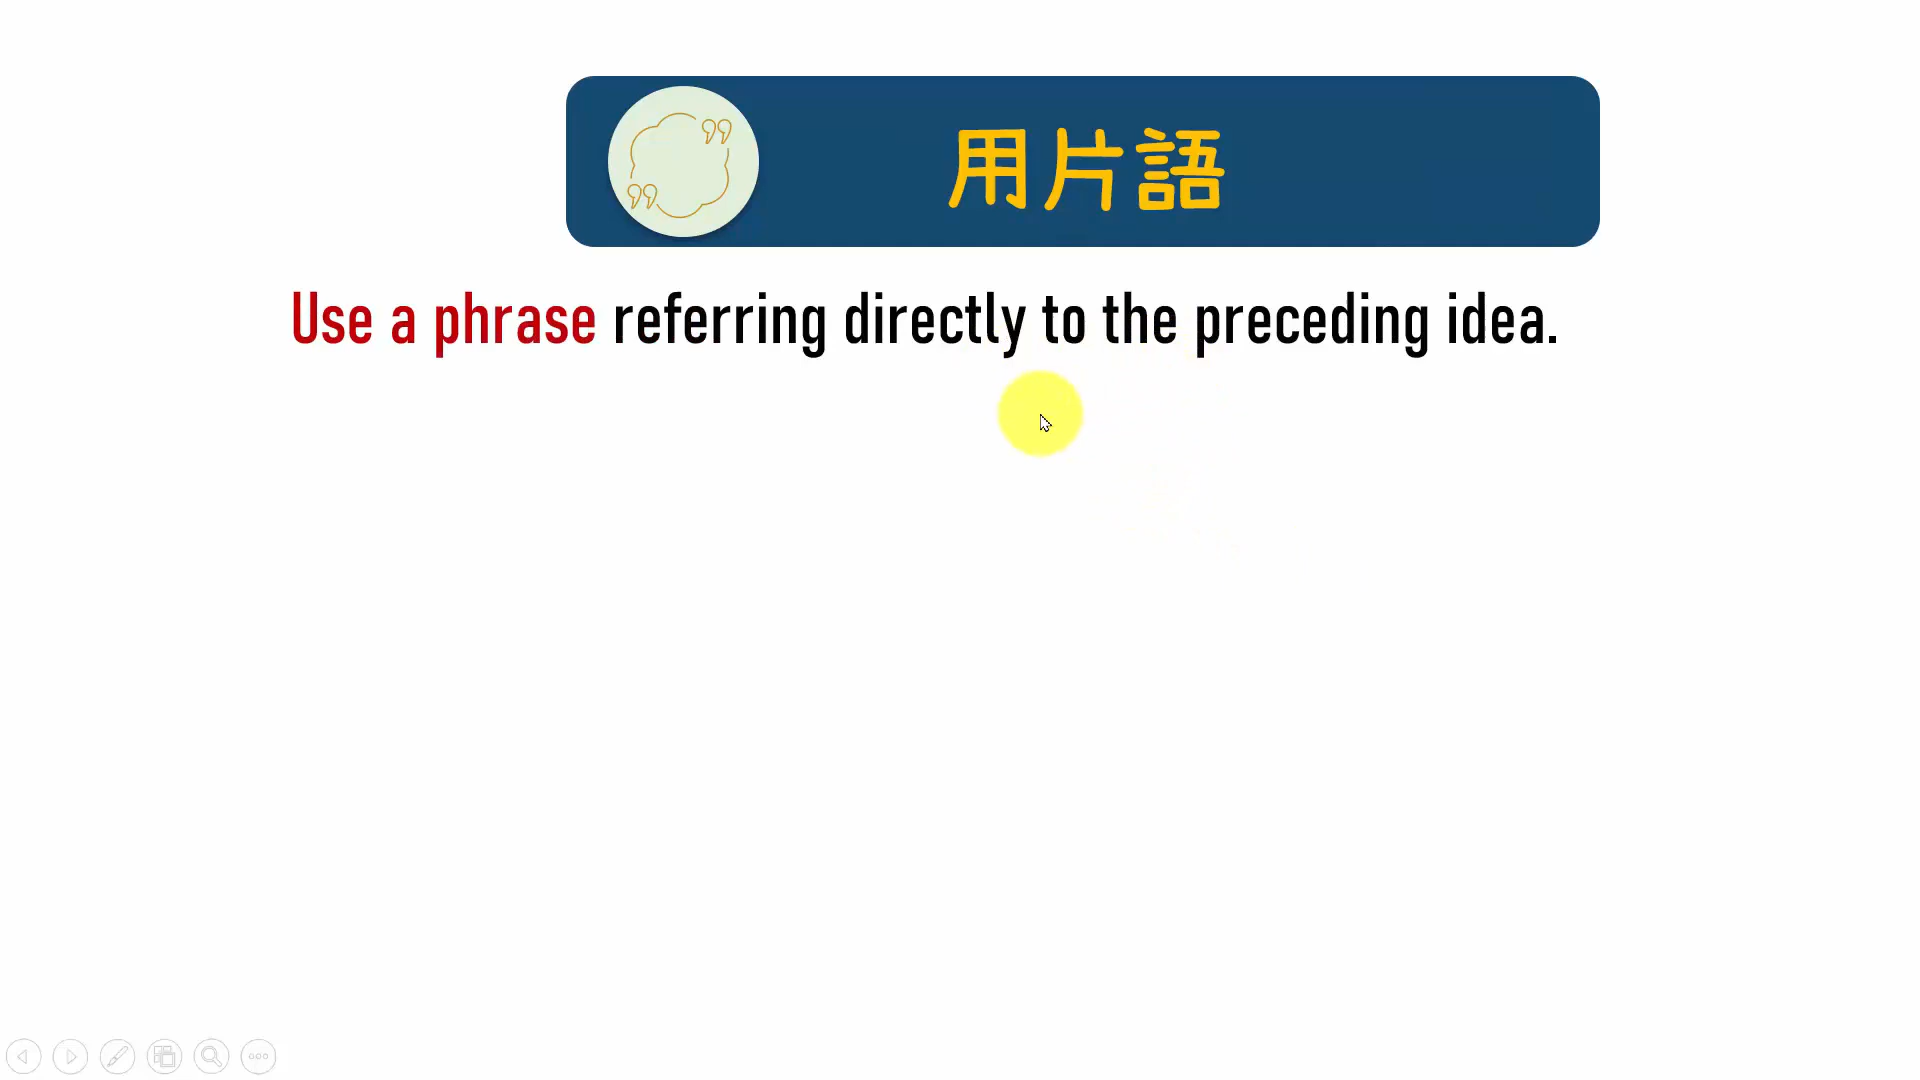 用片語
Use a phrase referring directly to the preceding idea.